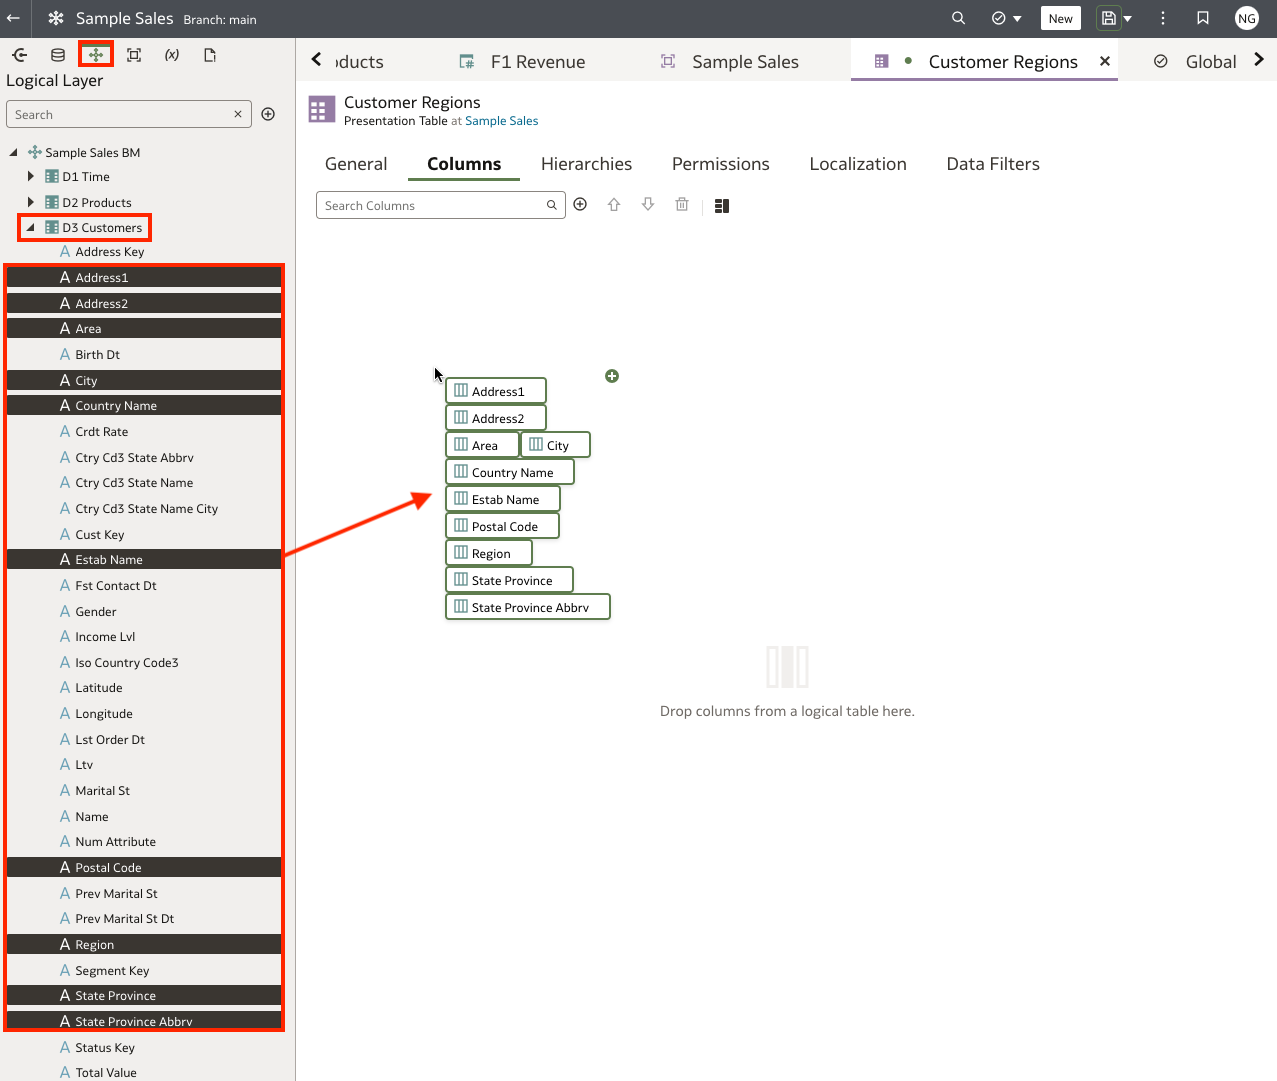 Sample Sales Branch: main
New
NG
Logical Layer
Search
Sample Sales BM
D1 Time
D2 Products
D3 Customers
Address Key
Address1
Address2
Area
Birth Dt
City
Country Name
Crdt Rate
Ctry Cd3 State Abbrv
Ctry Cd3 State Name
Ctry Cd3 State Name City
Cust Key
Estab Name
Fst Contact Dt
Gender
Income Lvl
Iso Country Code3
Latitude
Longitude
Lst Order Dt
Ltv
Marital St
Name
Num Attribute
Postal Code
Prev Marital St
Prev Marital St Dt
Region
Segment Key
State Province
State Province Abbrv
Status Key
Total Value
ducts
F1 Revenue
Sample Sales
Customer Regions
Global
Customer Regions
Presentation Table at Sample Sales
General
Columns
Hierarchies
Permissions
Localization
Data Filters
Search Columns
Address1
Address2
Area
City
Country Name
Estab Name
Postal Code
Region
State Province
State Province Abbrv
Drop columns from a logical table here.